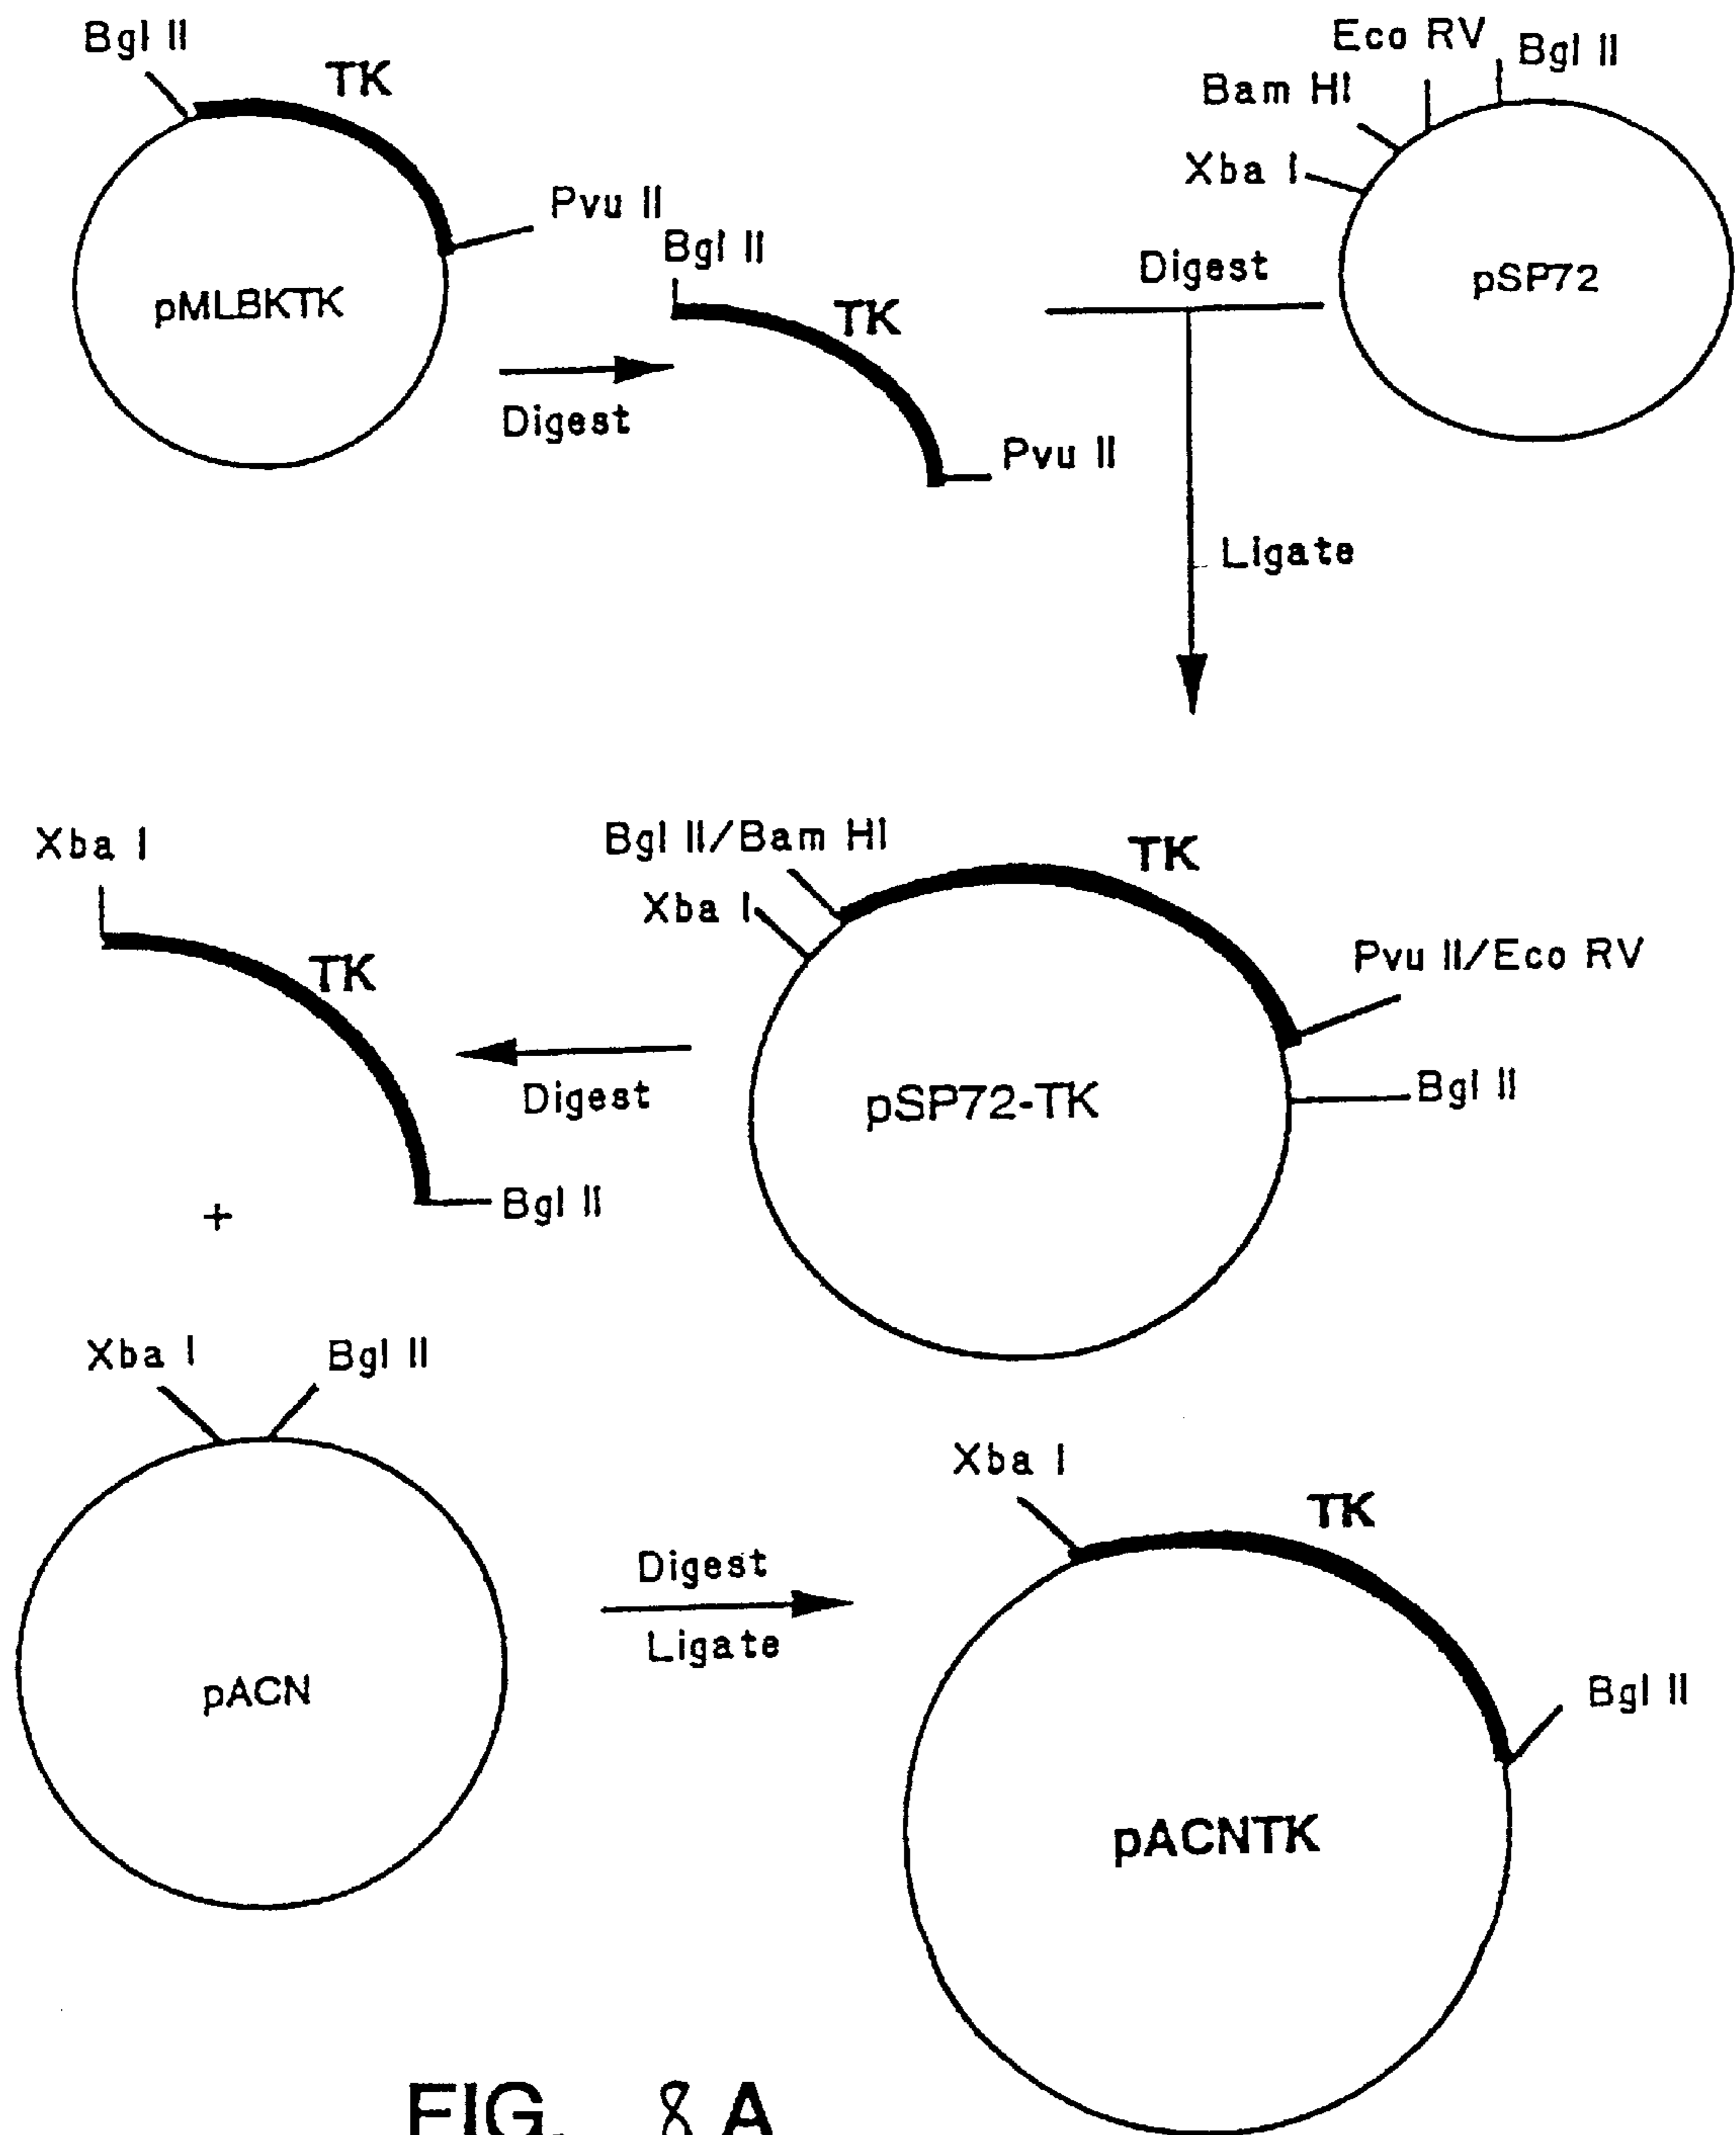 Bgl II
TK
Pvu II
pMLBKTK
Digest
Bgl II
TK
Pvu II
Eco RV
Bgl II
Bam HI
Xba I
pSP72
Digest
Ligate
Bgl II/Bam HI
Xba I
TK
Pvu II/Eco RV
Bgl II
pSP72-TK
Digest
Xba I
TK
Bgl II
+
Xba I
Bgl II
pACN
Digest
Ligate
Xba I
TK
Bgl II
pACNTK
FIG. 8A